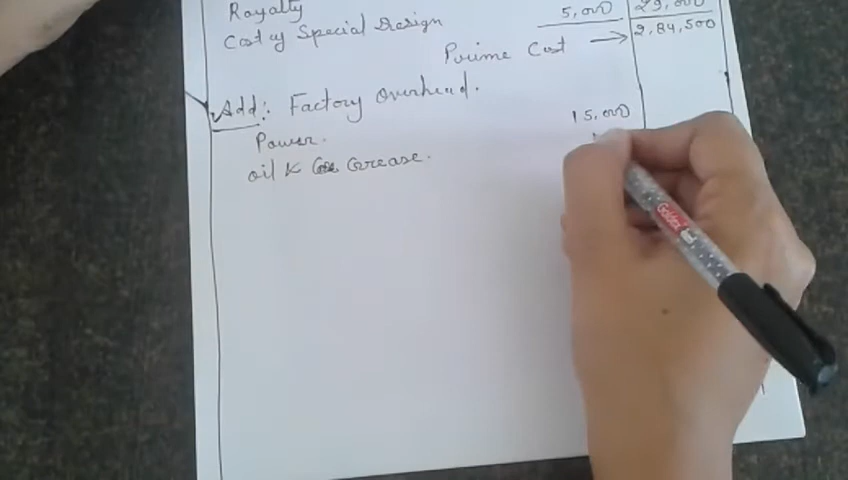 Royalty 5,000 29,000
Cost of Special Design
Prime Cost → 2,84,500
Add: Factory Overhead.
Power. 15,000
oil & Grease.